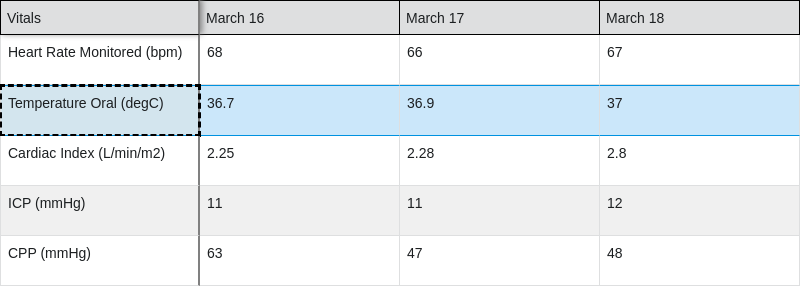 Vitals March 16 March 17 March 18
Heart Rate Monitored (bpm) 68 66 67
Temperature Oral (degC) 36.7 36.9 37
Cardiac Index (L/min/m2) 2.25 2.28 2.8
ICP (mmHg) 11 11 12
CPP (mmHg) 63 47 48